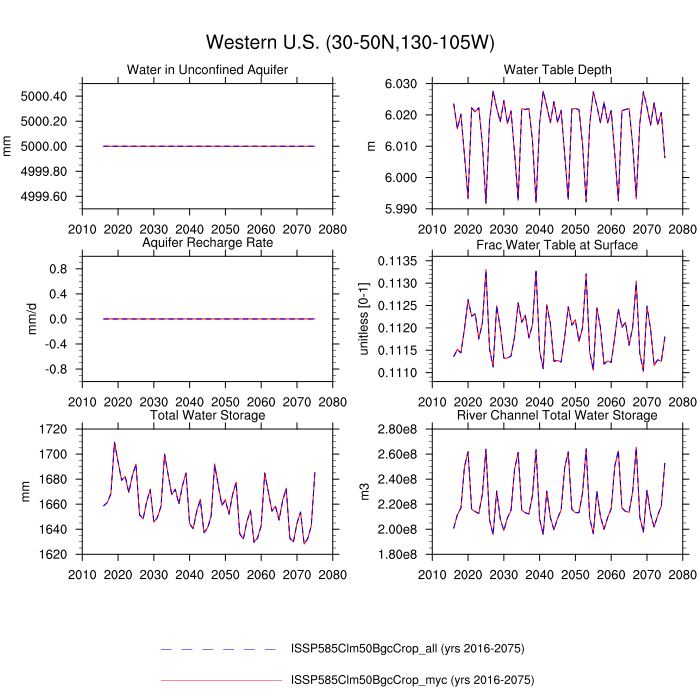 Western U.S. (30-50N,130-105W)
Water in Unconfined Aquifer
mm
5000.40
5000.20
5000.00
4999.80
4999.60
2010 2020 2030 2040 2050 2060 2070 2080
Water Table Depth
m
6.030
6.020
6.010
6.000
5.990
2010 2020 2030 2040 2050 2060 2070 2080
Aquifer Recharge Rate
mm/d
0.8
0.4
0.0
-0.4
-0.8
2010 2020 2030 2040 2050 2060 2070 2080
Frac Water Table at Surface
unitless [0-1]
0.1135
0.1130
0.1125
0.1120
0.1115
0.1110
2010 2020 2030 2040 2050 2060 2070 2080
Total Water Storage
mm
1720
1700
1680
1660
1640
1620
2010 2020 2030 2040 2050 2060 2070 2080
River Channel Total Water Storage
m3
2.80e8
2.60e8
2.40e8
2.20e8
2.00e8
1.80e8
2010 2020 2030 2040 2050 2060 2070 2080
ISSP585Clm50BgcCrop_all (yrs 2016-2075)
ISSP585Clm50BgcCrop_myc (yrs 2016-2075)